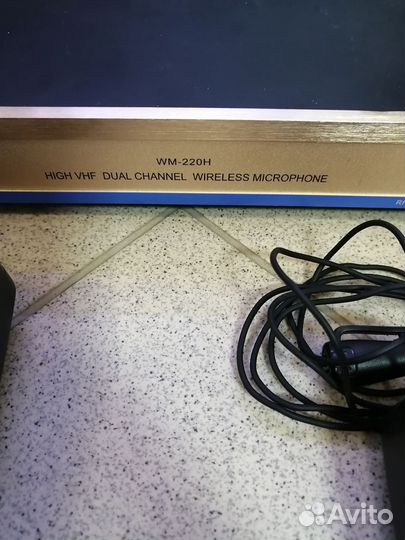 WM-220H
HIGH VHF DUAL CHANNEL WIRELESS MICROPHONE
Avito